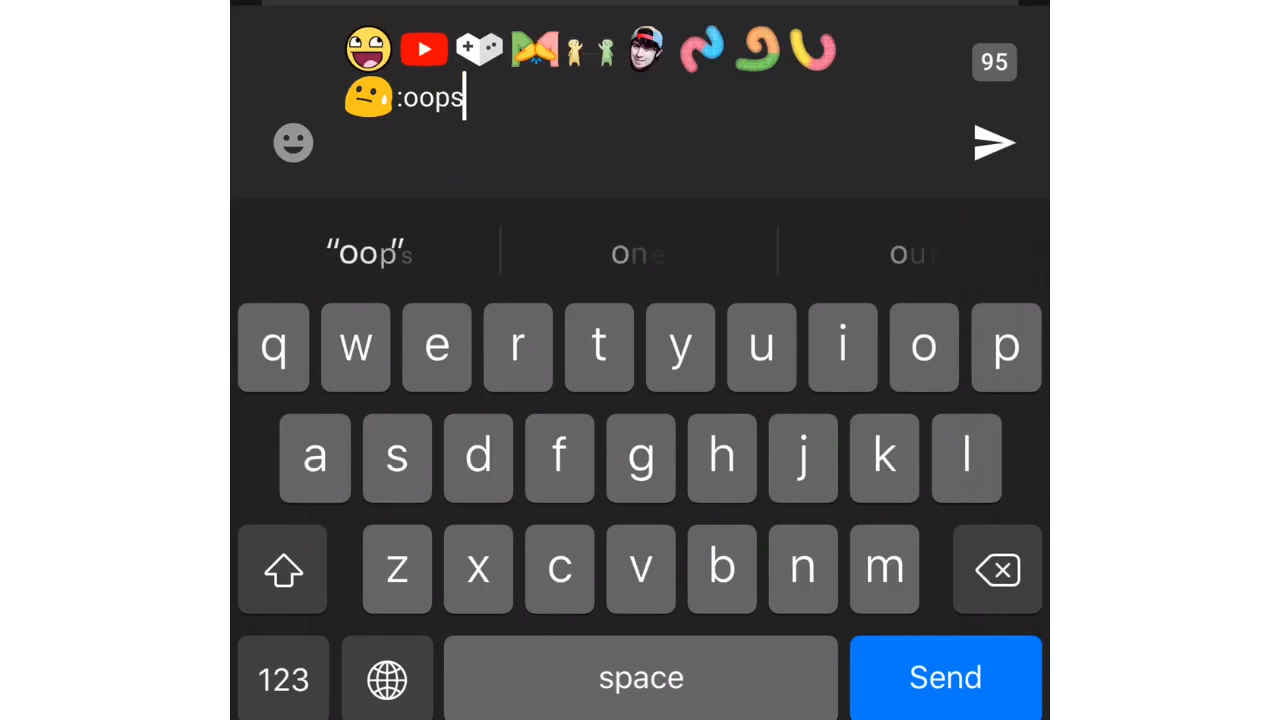 95
:oops
“oop”s
one
our
q w e r t y u i o p
a s d f g h j k l
z x c v b n m
123 space Send